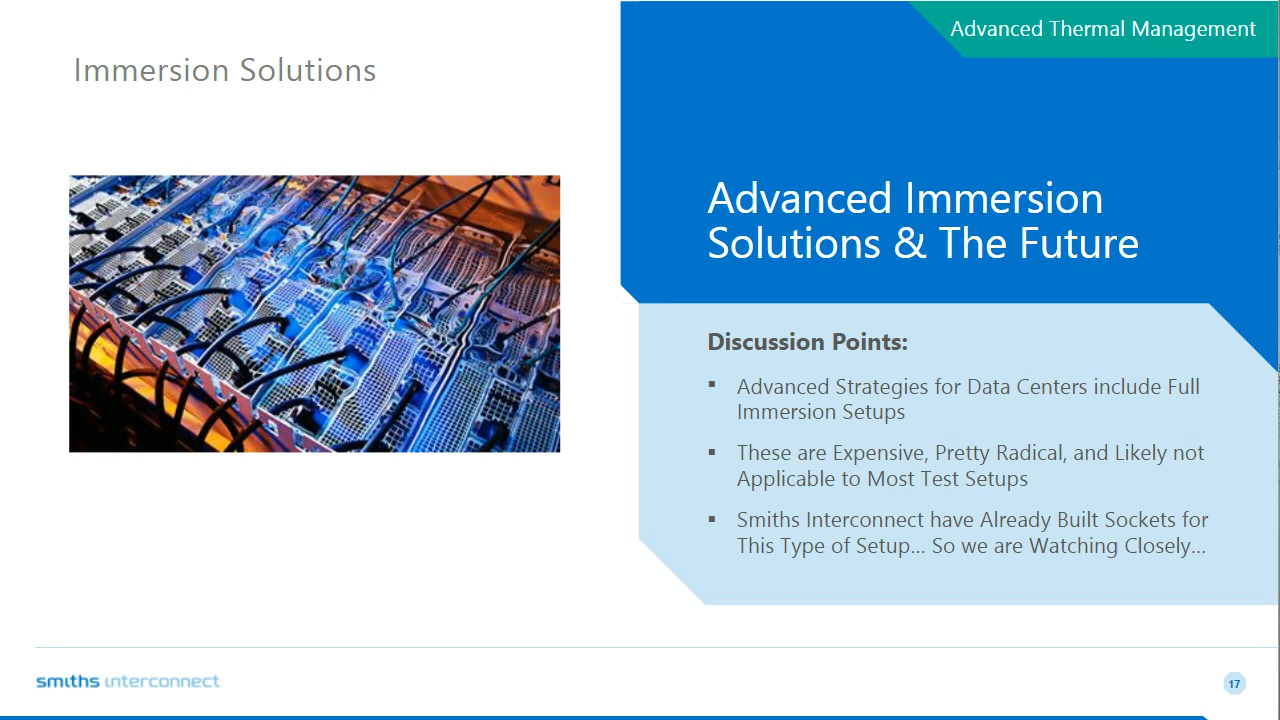 Advanced Thermal Management
Immersion Solutions
Advanced Immersion
Solutions & The Future
Discussion Points:
▪ Advanced Strategies for Data Centers include Full
Immersion Setups
▪ These are Expensive, Pretty Radical, and Likely not
Applicable to Most Test Setups
▪ Smiths Interconnect have Already Built Sockets for
This Type of Setup… So we are Watching Closely…
smiths interconnect
17